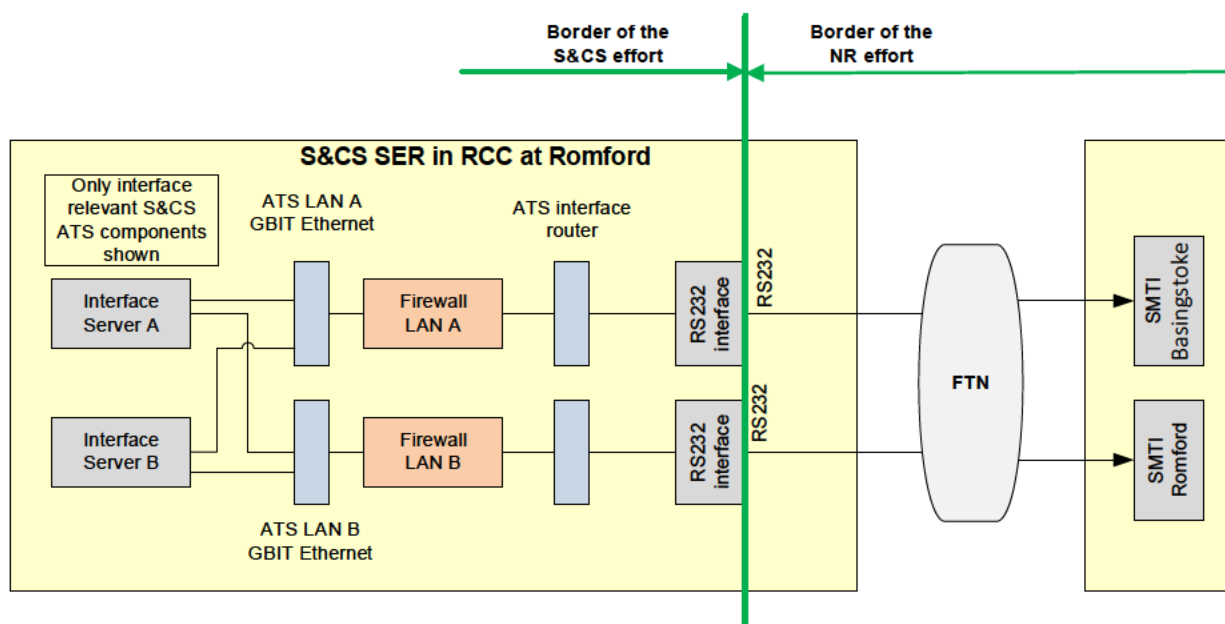 Border of the
S&CS effort
Border of the
NR effort
S&CS SER in RCC at Romford
Only interface
relevant S&CS
ATS components
shown
ATS LAN A
GBIT Ethernet
ATS interface
router
Interface
Server A
Firewall
LAN A
RS232
interface
RS232
SMTI
Basingstoke
FTN
Interface
Server B
Firewall
LAN B
RS232
interface
RS232
SMTI
Romford
ATS LAN B
GBIT Ethernet